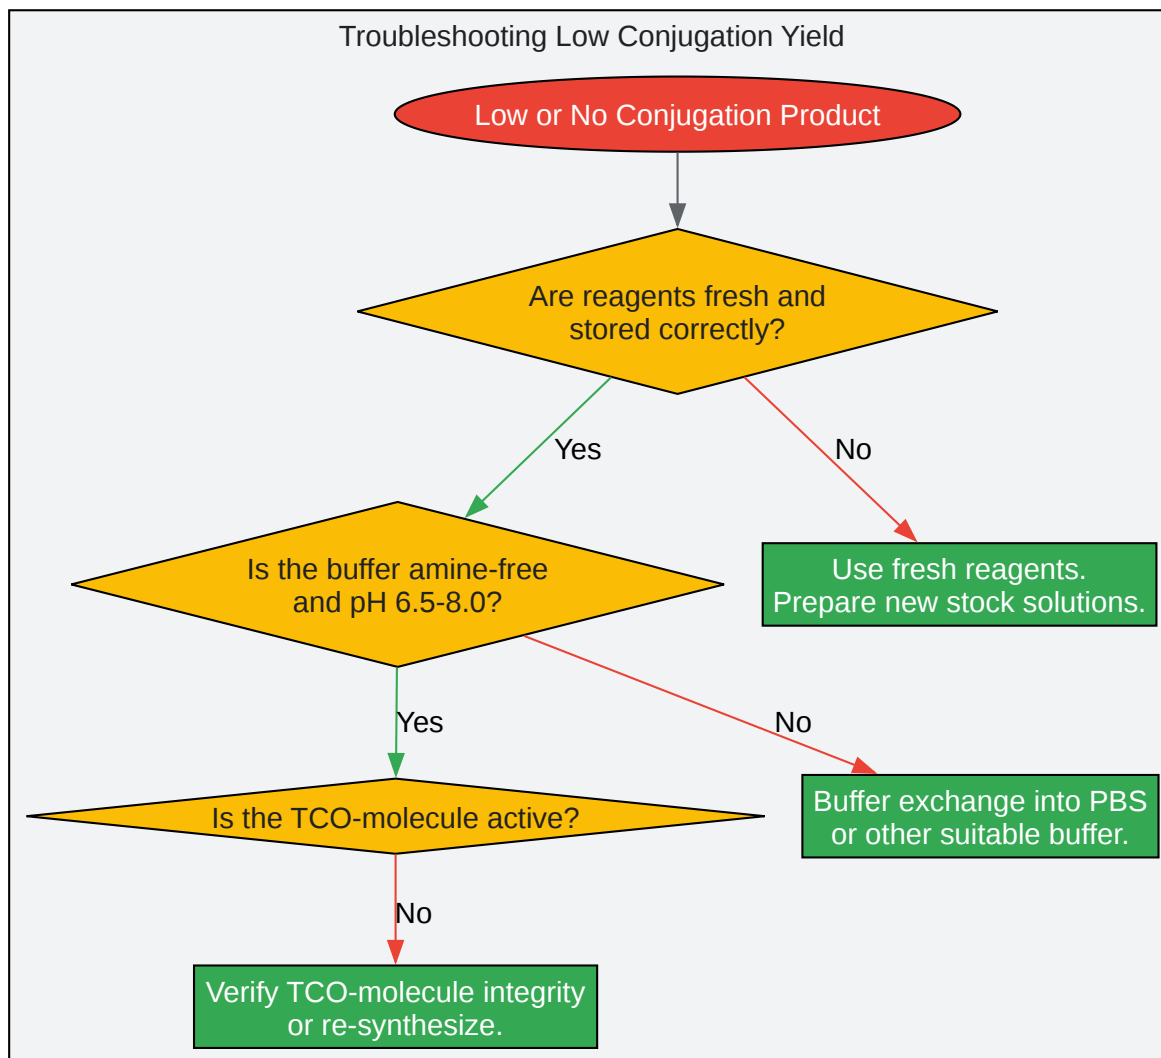 Troubleshooting Low Conjugation Yield
Low or No Conjugation Product
Are reagents fresh and
stored correctly?
Yes
No
Is the buffer amine-free
and pH 6.5-8.0?
Use fresh reagents.
Prepare new stock solutions.
Yes
No
Is the TCO-molecule active?
Buffer exchange into PBS
or other suitable buffer.
No
Verify TCO-molecule integrity
or re-synthesize.